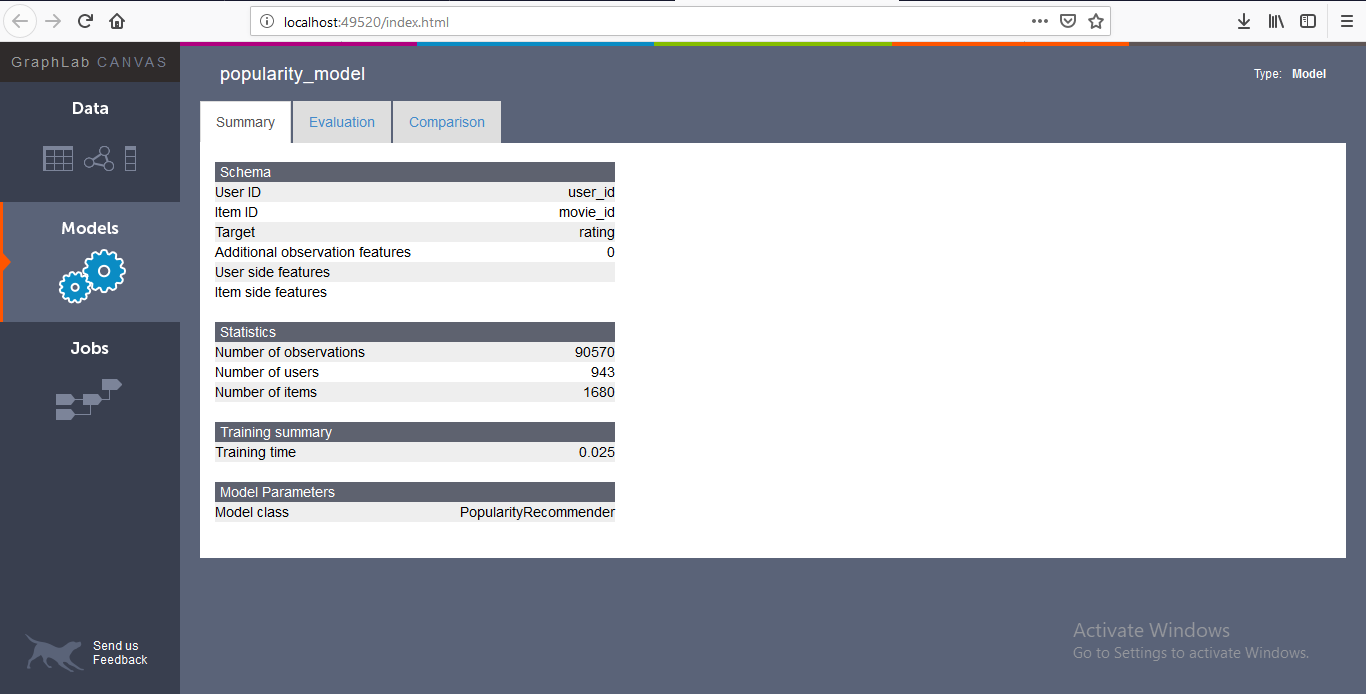 localhost:49520/index.html
GraphLab CANVAS
popularity_model
Type: Model
Data
Models
Jobs
Send us
Feedback
Summary
Evaluation
Comparison
Schema
User ID user_id
Item ID movie_id
Target rating
Additional observation features 0
User side features
Item side features
Statistics
Number of observations 90570
Number of users 943
Number of items 1680
Training summary
Training time 0.025
Model Parameters
Model class PopularityRecommender
Activate Windows
Go to Settings to activate Windows.